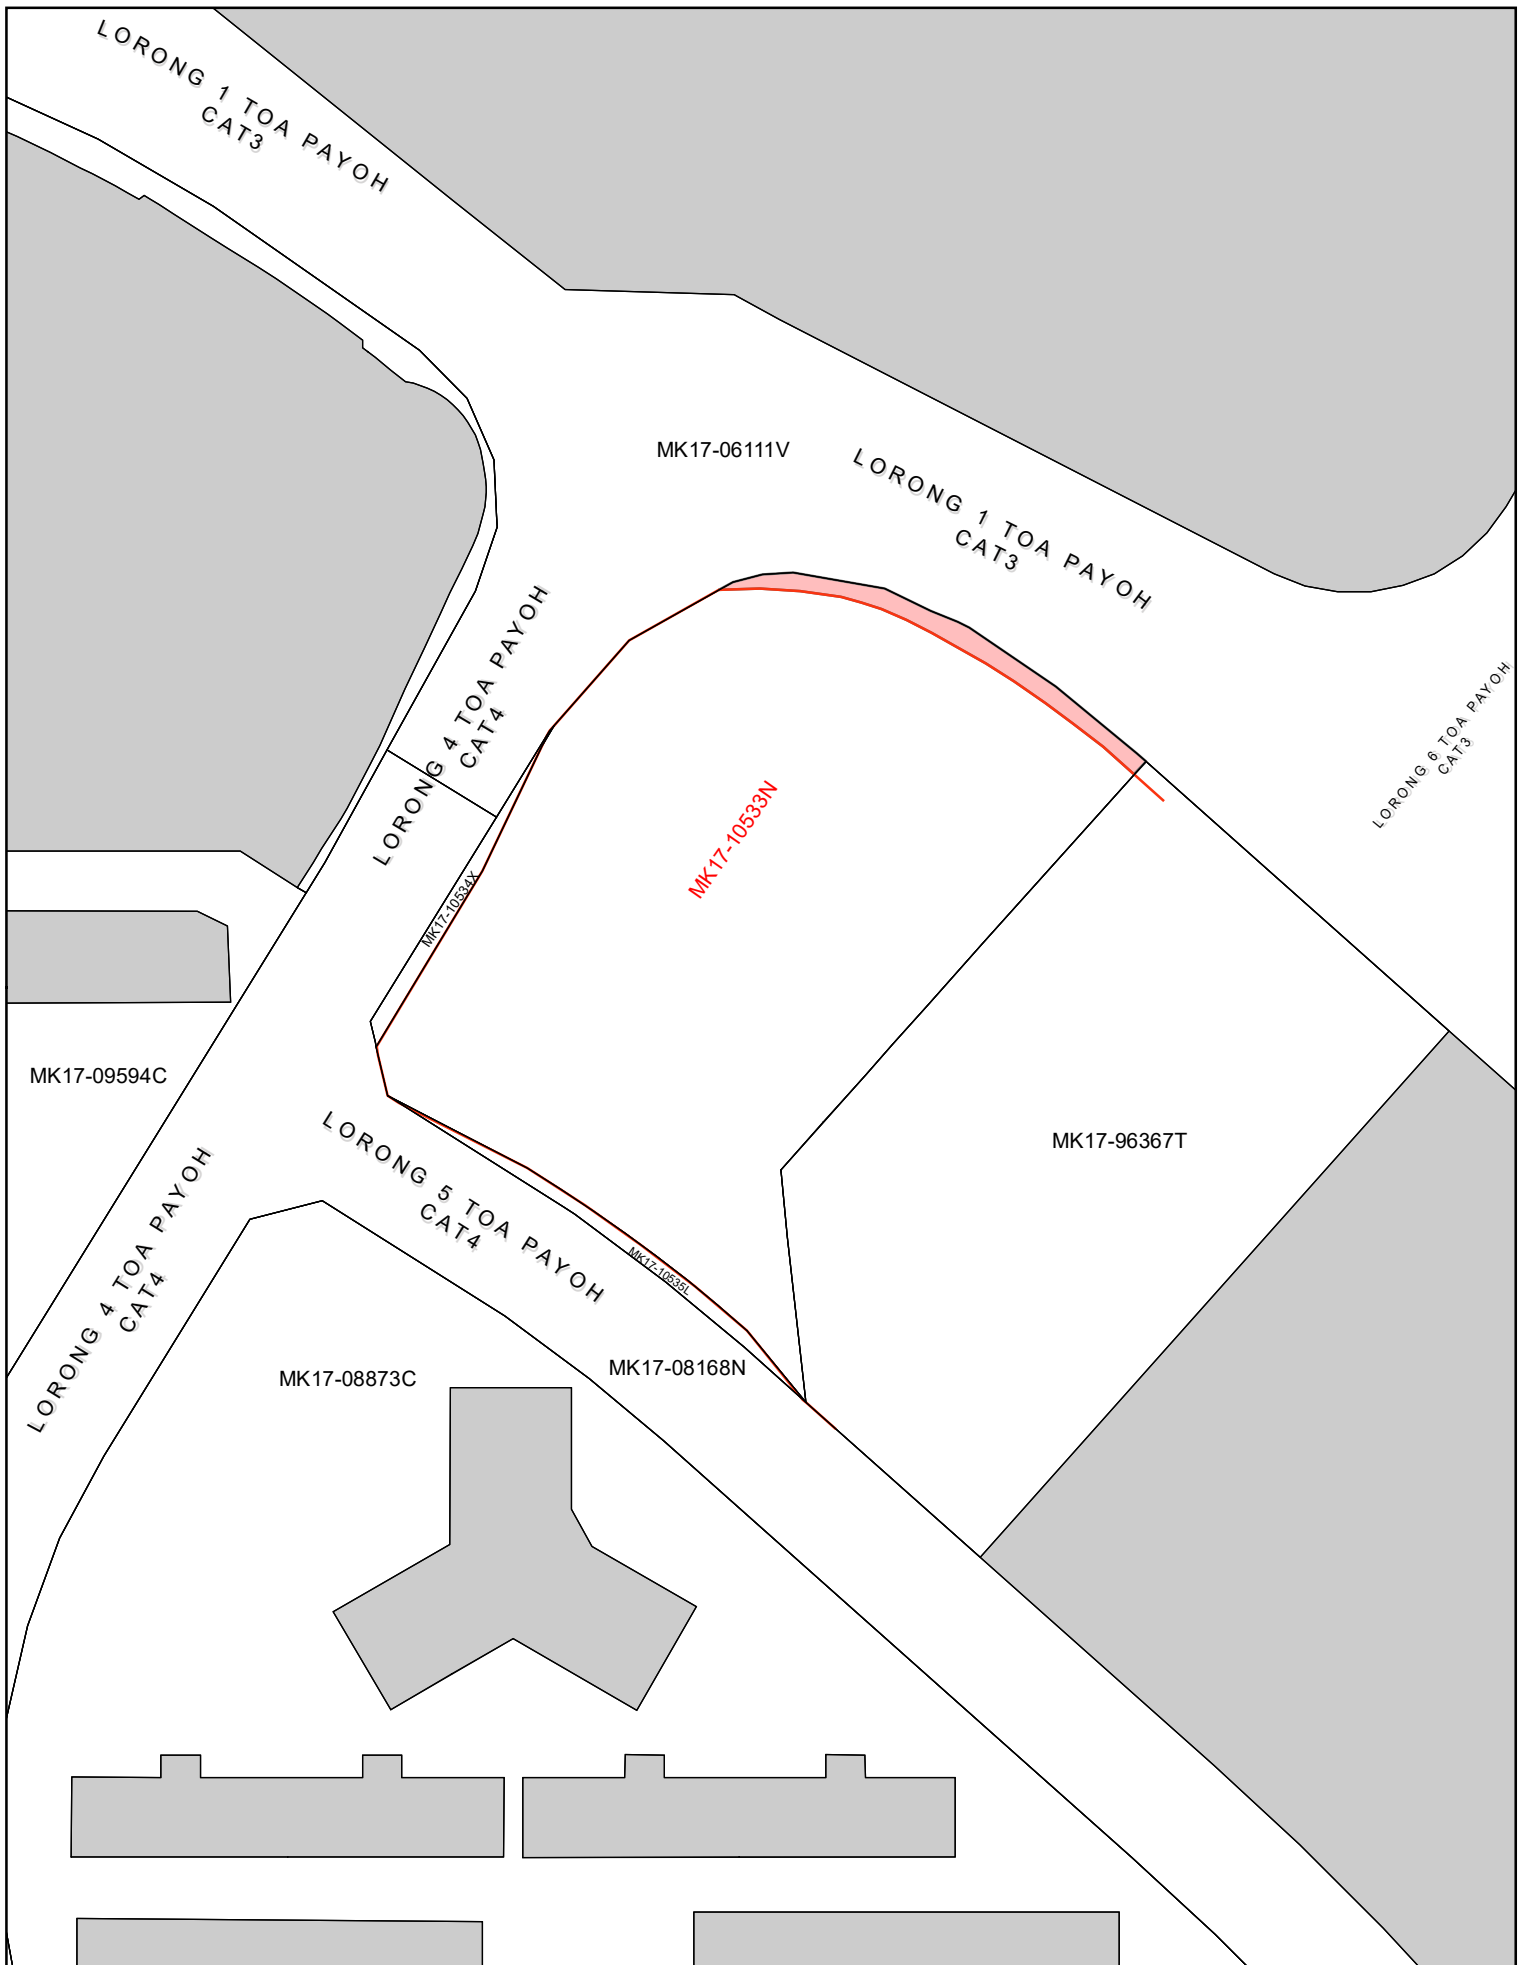 LORONG 1 TOA PAYOH
CAT3
MK17-06111V
LORONG 1 TOA PAYOH
CAT3
LORONG 4 TOA PAYOH
CAT4
LORONG 6 TOA PAYOH
CAT3
MK17-10533N
MK17-10534X
MK17-09594C
LORONG 5 TOA PAYOH
CAT4
MK17-96367T
LORONG 4 TOA PAYOH
CAT4
MK17-10535L
MK17-08168N
MK17-08873C